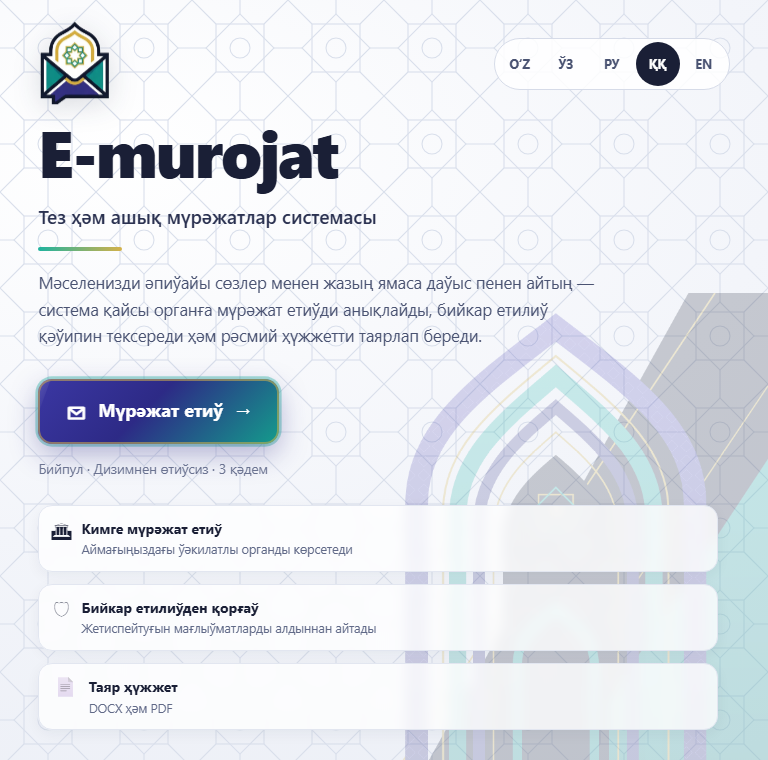 O‘Z ЎЗ РУ ҚҚ EN
E-murojat
Тез ҳәм ашық мүрәжатлар системасы
Мәселенизди әпиўайы сөзлер менен жазың ямаса даўыс пенен айтың —
система қайсы органға мүрәжат етиўди анықлайды, бийкар етилиў
қәўипин тексереди ҳәм рәсмий ҳүжжетти таярлап береди.
Мүрәжат етиў →
Бийпул · Дизимнен өтиўсиз · 3 қәдем
Кимге мүрәжат етиў
Аймағыңыздағы ўәкилатлы органды көрсетеди
Бийкар етилиўден қорғаў
Жетиспейтуғын мағлыўматларды алдыннан айтады
Таяр ҳүжжет
DOCX ҳәм PDF